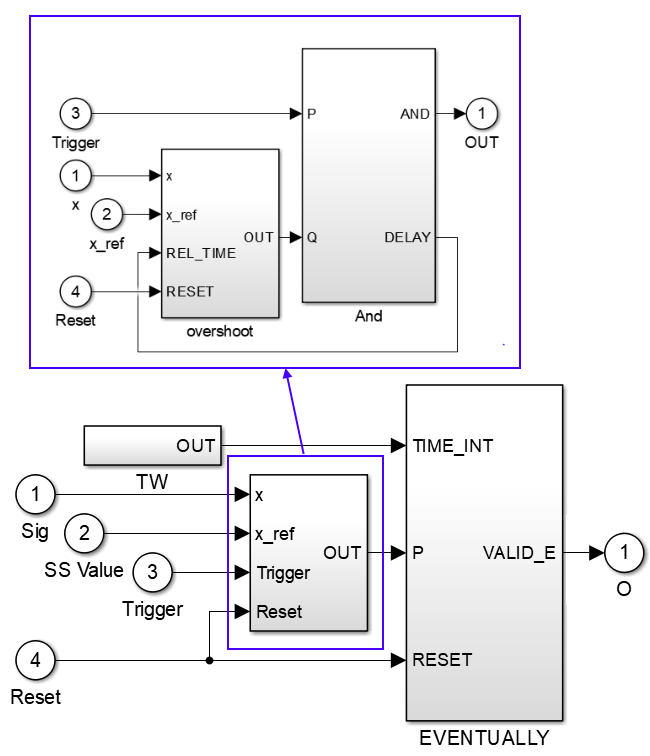 3
P
AND
1
Trigger
OUT
1
x
x
2
x_ref
x_ref
OUT
Q
DELAY
REL_TIME
4
RESET
Reset
overshoot
And
OUT
TIME_INT
TW
1
x
Sig
2
x_ref
SS Value
OUT
P
VALID_E
1
3
Trigger
O
Trigger
Reset
4
RESET
Reset
EVENTUALLY